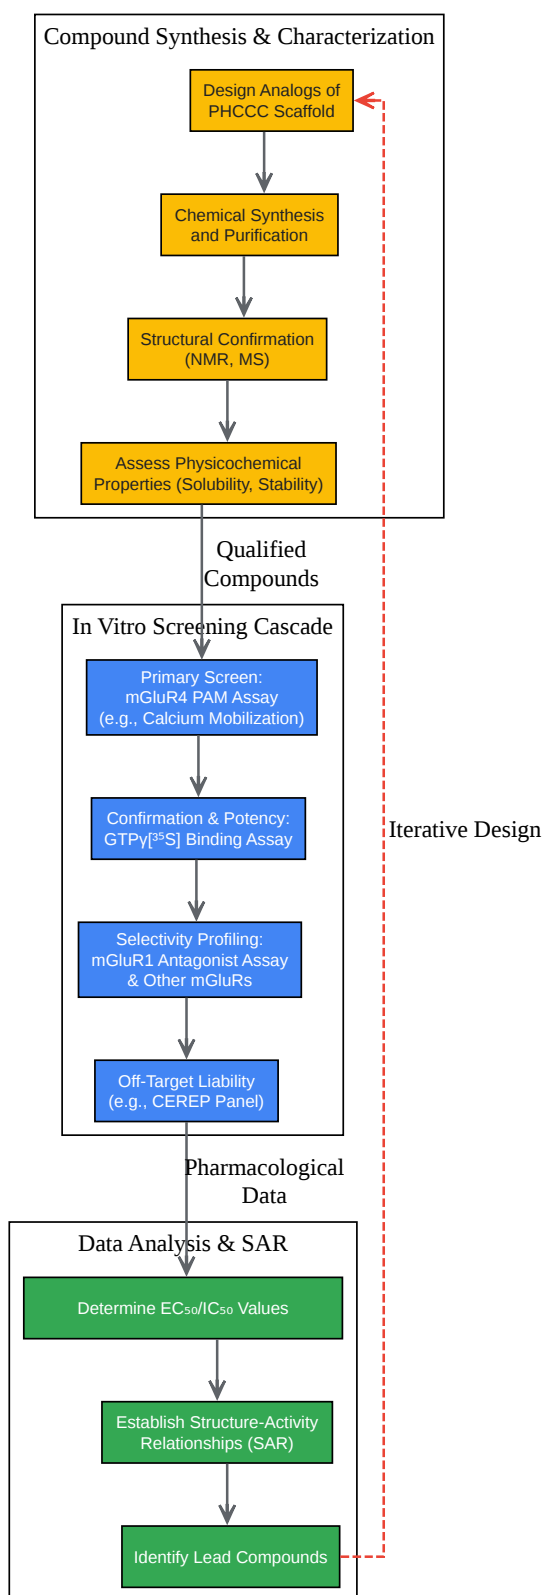 Compound Synthesis & Characterization
Design Analogs of
PHCCC Scaffold
Chemical Synthesis
and Purification
Structural Confirmation
(NMR, MS)
Assess Physicochemical
Properties (Solubility, Stability)
Qualified
Compounds
In Vitro Screening Cascade
Primary Screen:
mGluR4 PAM Assay
(e.g., Calcium Mobilization)
Confirmation & Potency:
GTPγ[³⁵S] Binding Assay
Iterative Design
Selectivity Profiling:
mGluR1 Antagonist Assay
& Other mGluRs
Off-Target Liability
(e.g., CEREP Panel)
Pharmacological
Data
Data Analysis & SAR
Determine EC₅₀/IC₅₀ Values
Establish Structure-Activity
Relationships (SAR)
Identify Lead Compounds